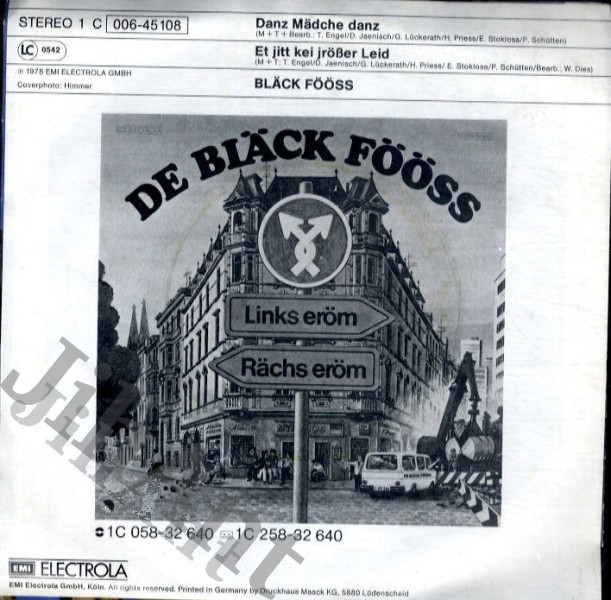 STEREO 1 C 006-45108
Danz Mädche danz
(M + T + Bearb.: T. Engel/D. Jaenisch/G. Lückerath/H. Priess/E. Stoklosa/P. Schütten)
LC 0542
Et jitt kei jrößer Leid
(M + T: T. Engel/D. Jaenisch/G. Lückerath/H. Priess/ E. Stoklosa/P. Schütten/Bearb.: W. Dies)
℗ 1978 EMI ELECTROLA GMBH
Coverphoto: Himmer
BLÄCK FÖÖSS
DE BLÄCK FÖÖSS
Links eröm
Rächs eröm
1C 058-32 640 1C 258-32 640
EMI ELECTROLA
EMI Electrola GmbH, Köln. All rights reserved. Printed in Germany by Druckhaus Maack KG, 5880 Lüdenscheid